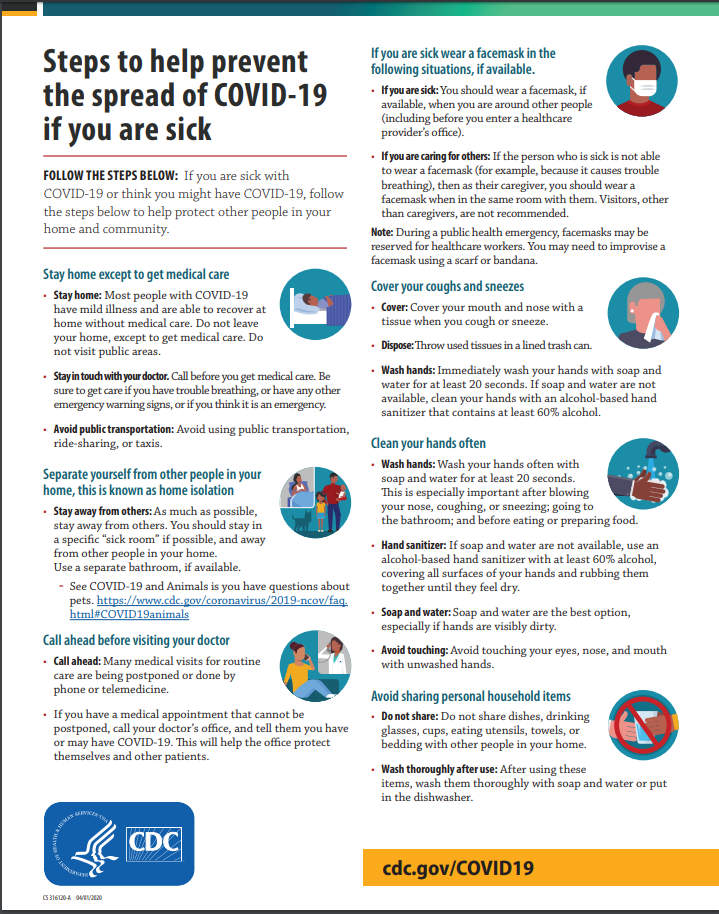 Steps to help prevent
the spread of COVID-19
if you are sick
FOLLOW THE STEPS BELOW: If you are sick with
COVID-19 or think you might have COVID-19, follow
the steps below to help protect other people in your
home and community.
Stay home except to get medical care
• Stay home: Most people with COVID-19
have mild illness and are able to recover at
home without medical care. Do not leave
your home, except to get medical care. Do
not visit public areas.
• Stay in touch with your doctor. Call before you get medical care. Be
sure to get care if you have trouble breathing, or have any other
emergency warning signs, or if you think it is an emergency.
• Avoid public transportation: Avoid using public transportation,
ride-sharing, or taxis.
Separate yourself from other people in your
home, this is known as home isolation
• Stay away from others: As much as possible,
stay away from others. You should stay in
a specific “sick room” if possible, and away
from other people in your home.
Use a separate bathroom, if available.
- See COVID-19 and Animals is you have questions about
pets. https://www.cdc.gov/coronavirus/2019-ncov/faq.
html#COVID19animals
Call ahead before visiting your doctor
• Call ahead: Many medical visits for routine
care are being postponed or done by
phone or telemedicine.
• If you have a medical appointment that cannot be
postponed, call your doctor’s office, and tell them you have
or may have COVID-19. This will help the office protect
themselves and other patients.
DEPARTMENT OF HEALTH & HUMAN SERVICES·USA
CDC
CS 316120-A 04/01/2020
If you are sick wear a facemask in the
following situations, if available.
• If you are sick: You should wear a facemask, if
available, when you are around other people
(including before you enter a healthcare
provider’s office).
• If you are caring for others: If the person who is sick is not able
to wear a facemask (for example, because it causes trouble
breathing), then as their caregiver, you should wear a
facemask when in the same room with them. Visitors, other
than caregivers, are not recommended.
Note: During a public health emergency, facemasks may be
reserved for healthcare workers. You may need to improvise a
facemask using a scarf or bandana.
Cover your coughs and sneezes
• Cover: Cover your mouth and nose with a
tissue when you cough or sneeze.
• Dispose: Throw used tissues in a lined trash can.
• Wash hands: Immediately wash your hands with soap and
water for at least 20 seconds. If soap and water are not
available, clean your hands with an alcohol-based hand
sanitizer that contains at least 60% alcohol.
Clean your hands often
• Wash hands: Wash your hands often with
soap and water for at least 20 seconds.
This is especially important after blowing
your nose, coughing, or sneezing; going to
the bathroom; and before eating or preparing food.
• Hand sanitizer: If soap and water are not available, use an
alcohol-based hand sanitizer with at least 60% alcohol,
covering all surfaces of your hands and rubbing them
together until they feel dry.
• Soap and water: Soap and water are the best option,
especially if hands are visibly dirty.
• Avoid touching: Avoid touching your eyes, nose, and mouth
with unwashed hands.
Avoid sharing personal household items
• Do not share: Do not share dishes, drinking
glasses, cups, eating utensils, towels, or
bedding with other people in your home.
• Wash thoroughly after use: After using these
items, wash them thoroughly with soap and water or put
in the dishwasher.
cdc.gov/COVID19